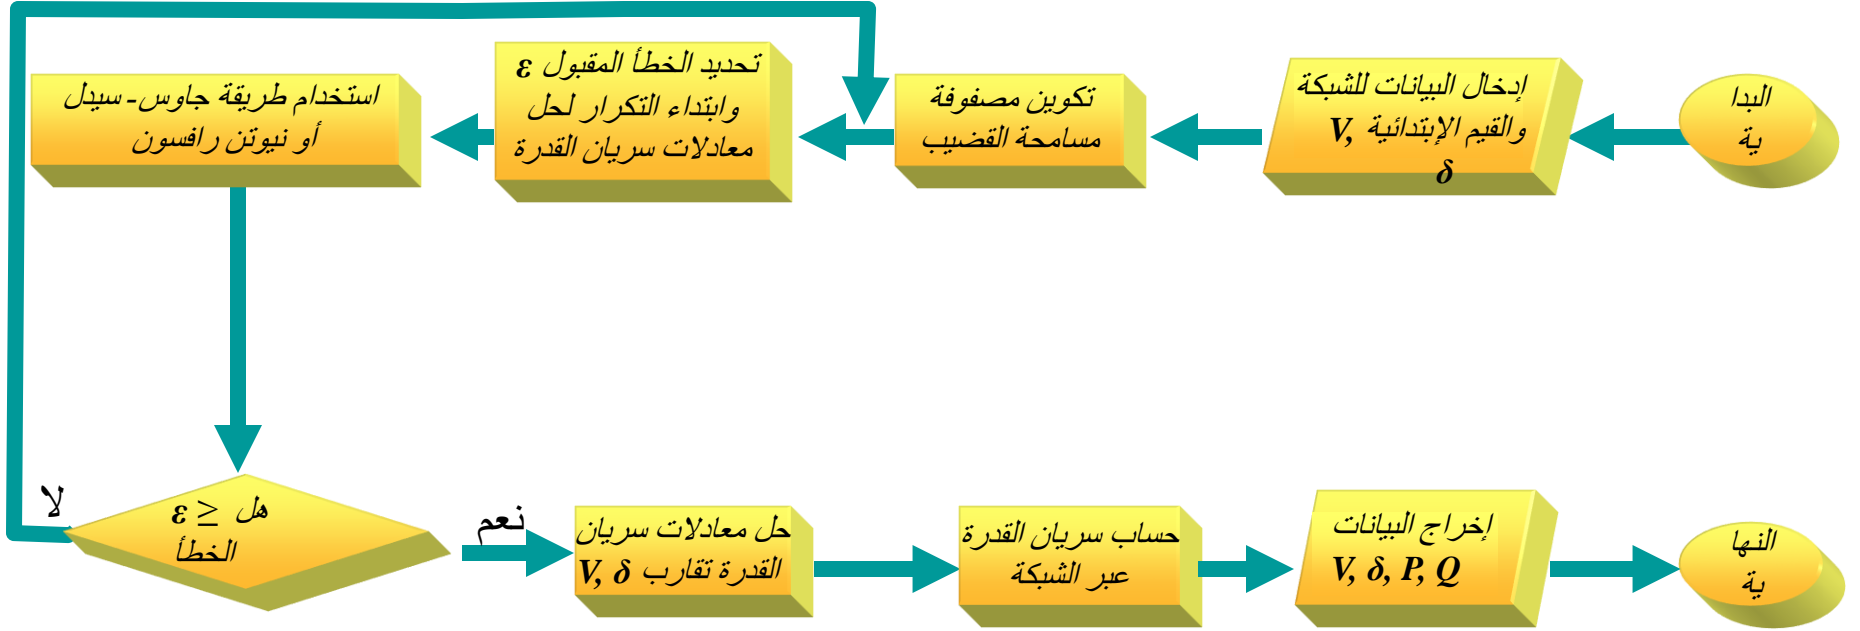 البدا
ية
إدخال البيانات للشبكة
والقيم الإبتدائية V,
δ
تكوين مصفوفة
مسامحة القضيب
تحديد الخطأ المقبول ε
وابتداء التكرار لحل
معادلات سريان القدرة
استخدام طريقة جاوس- سيدل
أو نيوتن رافسون
هل ε ≥
الخطأ
لا
نعم
حل معادلات سريان
القدرة تقارب V, δ
حساب سريان القدرة
عبر الشبكة
إخراج البيانات
V, δ, P, Q
النها
ية